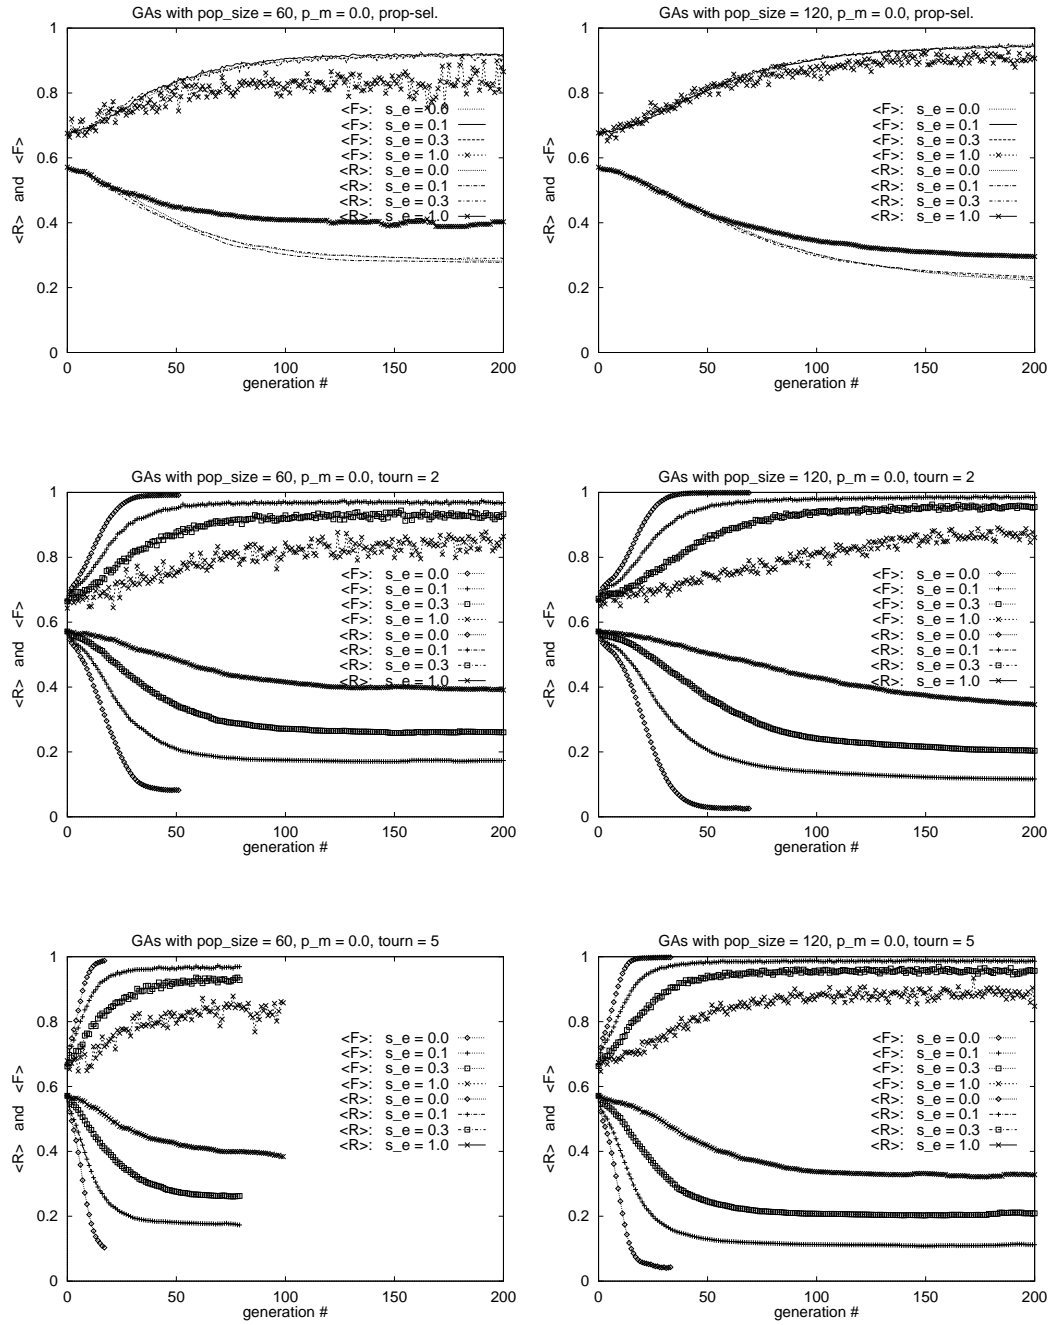 GAs with pop_size = 60, p_m = 0.0, prop-sel.
1
0.8
0.6
0.4
0.2
0
<R> and <F>
0 50 100 150 200
generation #
<F>: s_e = 0.0
<F>: s_e = 0.1
<F>: s_e = 0.3
<F>: s_e = 1.0
<R>: s_e = 0.0
<R>: s_e = 0.1
<R>: s_e = 0.3
<R>: s_e = 1.0
GAs with pop_size = 120, p_m = 0.0, prop-sel.
1
0.8
0.6
0.4
0.2
0
<R> and <F>
0 50 100 150 200
generation #
<F>: s_e = 0.0
<F>: s_e = 0.1
<F>: s_e = 0.3
<F>: s_e = 1.0
<R>: s_e = 0.0
<R>: s_e = 0.1
<R>: s_e = 0.3
<R>: s_e = 1.0
GAs with pop_size = 60, p_m = 0.0, tourn = 2
1
0.8
0.6
0.4
0.2
0
<R> and <F>
0 50 100 150 200
generation #
<F>: s_e = 0.0
<F>: s_e = 0.1
<F>: s_e = 0.3
<F>: s_e = 1.0
<R>: s_e = 0.0
<R>: s_e = 0.1
<R>: s_e = 0.3
<R>: s_e = 1.0
GAs with pop_size = 120, p_m = 0.0, tourn = 2
1
0.8
0.6
0.4
0.2
0
<R> and <F>
0 50 100 150 200
generation #
<F>: s_e = 0.0
<F>: s_e = 0.1
<F>: s_e = 0.3
<F>: s_e = 1.0
<R>: s_e = 0.0
<R>: s_e = 0.1
<R>: s_e = 0.3
<R>: s_e = 1.0
GAs with pop_size = 60, p_m = 0.0, tourn = 5
1
0.8
0.6
0.4
0.2
0
<R> and <F>
0 50 100 150 200
generation #
<F>: s_e = 0.0
<F>: s_e = 0.1
<F>: s_e = 0.3
<F>: s_e = 1.0
<R>: s_e = 0.0
<R>: s_e = 0.1
<R>: s_e = 0.3
<R>: s_e = 1.0
GAs with pop_size = 120, p_m = 0.0, tourn = 5
1
0.8
0.6
0.4
0.2
0
<R> and <F>
0 50 100 150 200
generation #
<F>: s_e = 0.0
<F>: s_e = 0.1
<F>: s_e = 0.3
<F>: s_e = 1.0
<R>: s_e = 0.0
<R>: s_e = 0.1
<R>: s_e = 0.3
<R>: s_e = 1.0